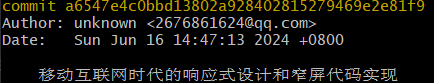 commit a6547e4c0bbd13802a928402815279469e2e81f9
Author: unknown <2676861624@qq.com>
Date:   Sun Jun 16 14:47:13 2024 +0800
移动互联网时代的响应式设计和窄屏代码实现